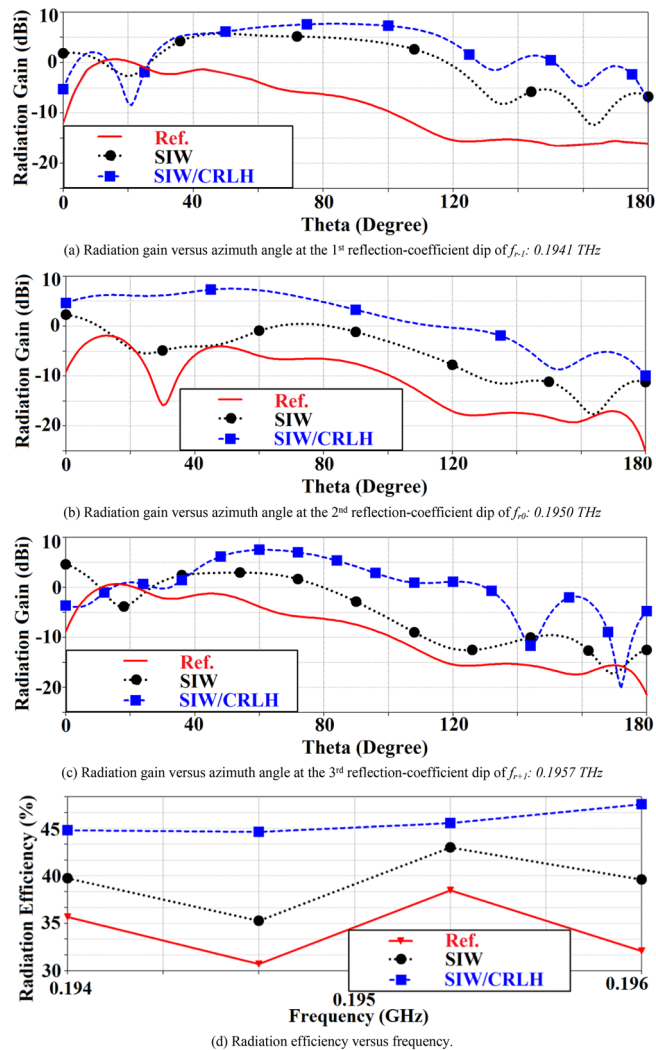 10
0
-10
-20
Radiation Gain (dBi)
Ref.
SIW
SIW/CRLH
0
40
80
120
180
Theta (Degree)
(a) Radiation gain versus azimuth angle at the 1st reflection-coefficient dip of fr-1: 0.1941 THz
10
0
-10
-20
Radiation Gain (dBi)
Ref.
SIW
SIW/CRLH
0
40
80
120
180
Theta (Degree)
(b) Radiation gain versus azimuth angle at the 2nd reflection-coefficient dip of fr0: 0.1950 THz
10
0
-10
-20
Radiation Gain (dBi)
Ref.
SIW
SIW/CRLH
0
40
80
120
180
Theta (Degree)
(c) Radiation gain versus azimuth angle at the 3rd reflection-coefficient dip of fr+1: 0.1957 THz
45
40
35
30
Radiation Efficiency (%)
Ref.
SIW
SIW/CRLH
0.194
0.195
0.196
Frequency (GHz)
(d) Radiation efficiency versus frequency.